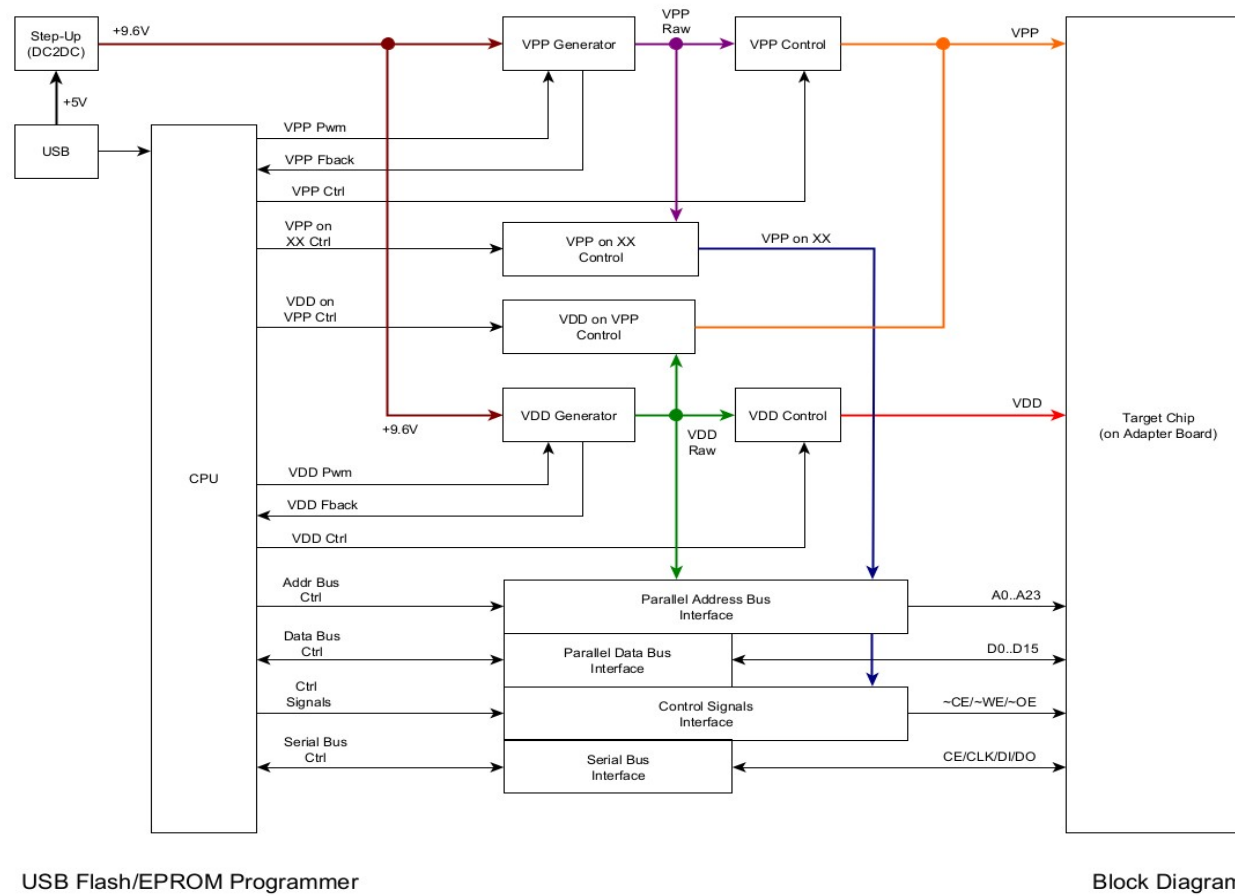 Step-Up
(DC2DC)
+9.6V
VPP Generator
VPP
Raw
VPP Control
VPP
+5V
USB
VPP Pwm
VPP Fback
VPP Ctrl
VPP on
XX Ctrl
VPP on XX
Control
VPP on XX
VDD on
VPP Ctrl
VDD on VPP
Control
+9.6V
VDD Generator
VDD
Raw
VDD Control
VDD
Target Chip
(on Adapter Board)
CPU
VDD Pwm
VDD Fback
VDD Ctrl
Addr Bus
Ctrl
Parallel Address Bus
Interface
A0..A23
Data Bus
Ctrl
Parallel Data Bus
Interface
D0..D15
Ctrl
Signals
Control Signals
Interface
~CE/~WE/~OE
Serial Bus
Ctrl
Serial Bus
Interface
CE/CLK/DI/DO
USB Flash/EPROM Programmer
Block Diagram